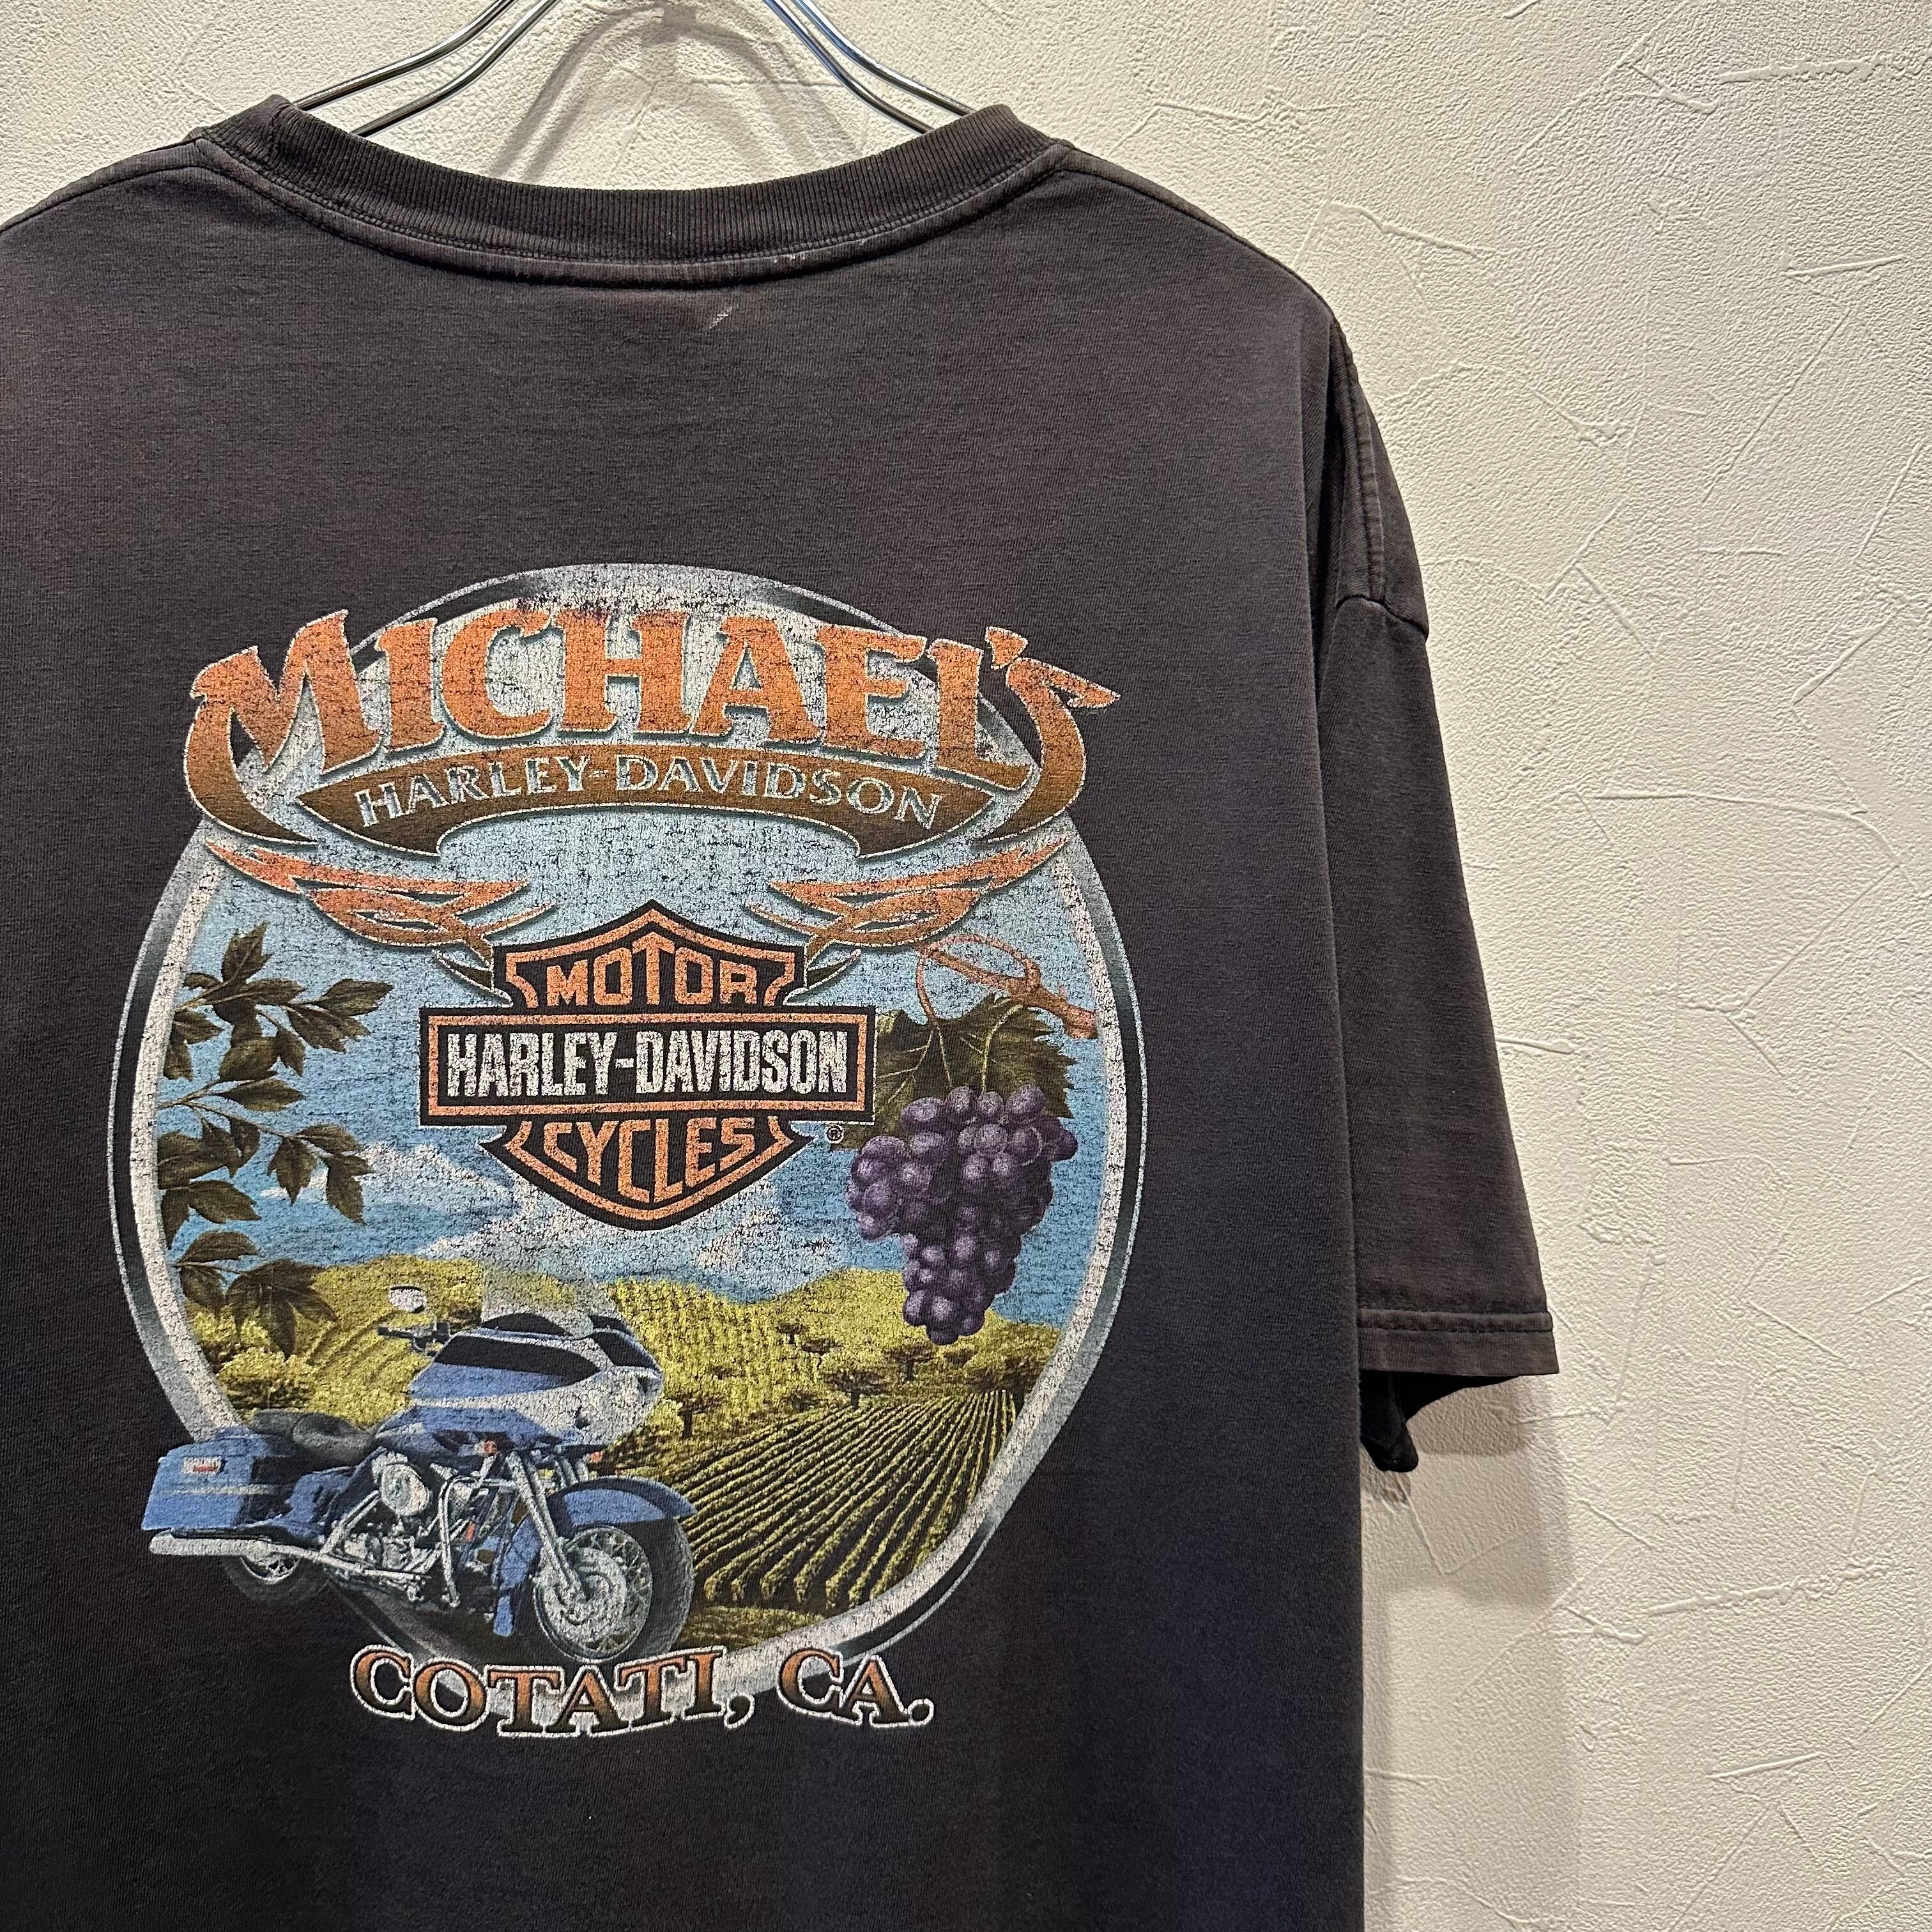 MICHAEL'S
HARLEY-DAVIDSON
MOTOR
HARLEY-DAVIDSON
CYCLES
®
COTATI, CA.